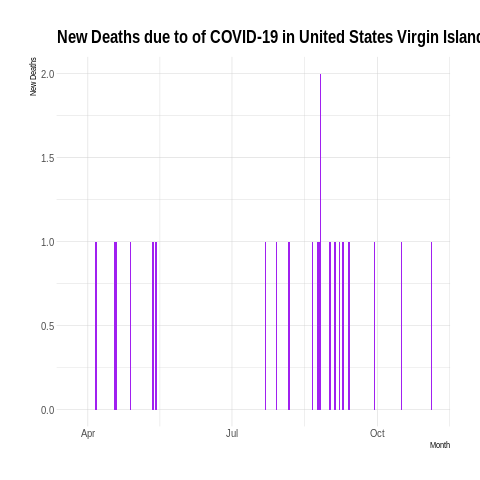 New Deaths due to of COVID-19 in United States Virgin Island
New Deaths
2.0
1.5
1.0
0.5
0.0
Apr
Jul
Oct
Month